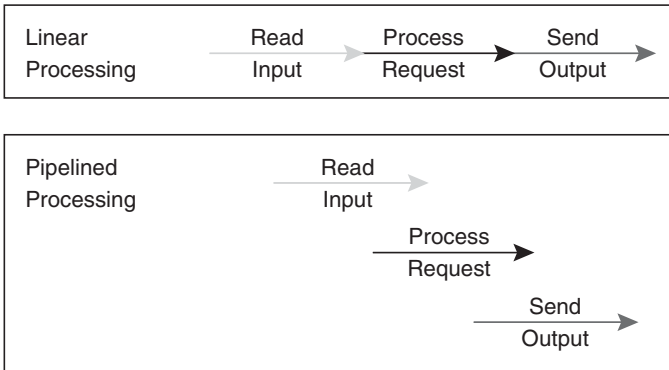 Linear
Processing
Read
Input
Process
Request
Send
Output
Pipelined
Processing
Read
Input
Process
Request
Send
Output